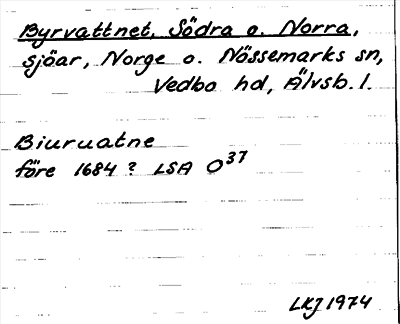 Byrvattnet, Södra o. Norra,
sjöar, Norge o. Nössemarks sn,
Vedbo hd, Älvsb. l.
Biuruatne
före 1684 ? LSA O37
LKJ 1974